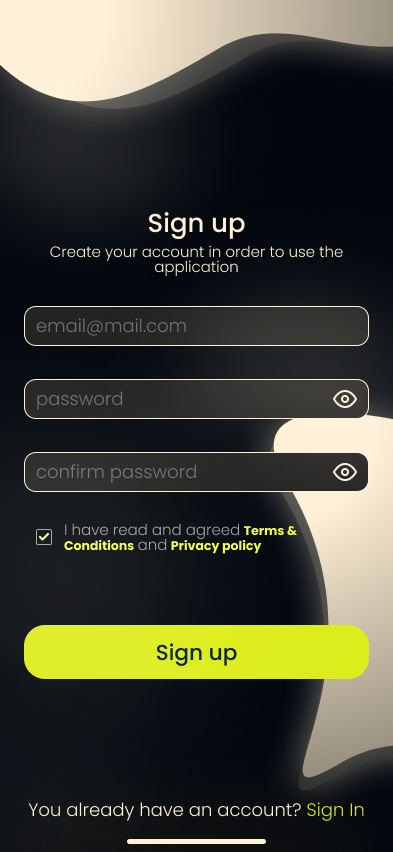 Sign up
Create your account in order to use the
application
email@mail.com
password
confirm password
I have read and agreed Terms &
Conditions and Privacy policy
Sign up
You already have an account? Sign In